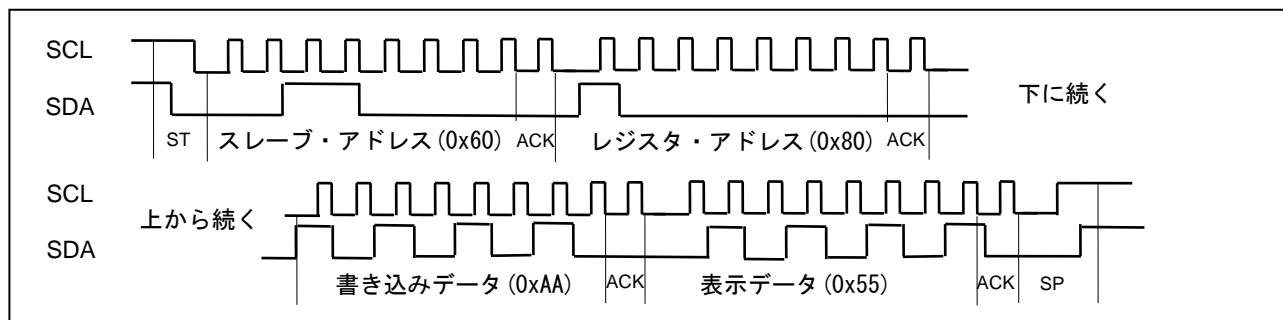 SCL
SDA
下に続く
ST スレーブ・アドレス(0x60) ACK レジスタ・アドレス(0x80) ACK
SCL
上から続く
SDA
書き込みデータ(0xAA) ACK 表示データ(0x55) ACK SP